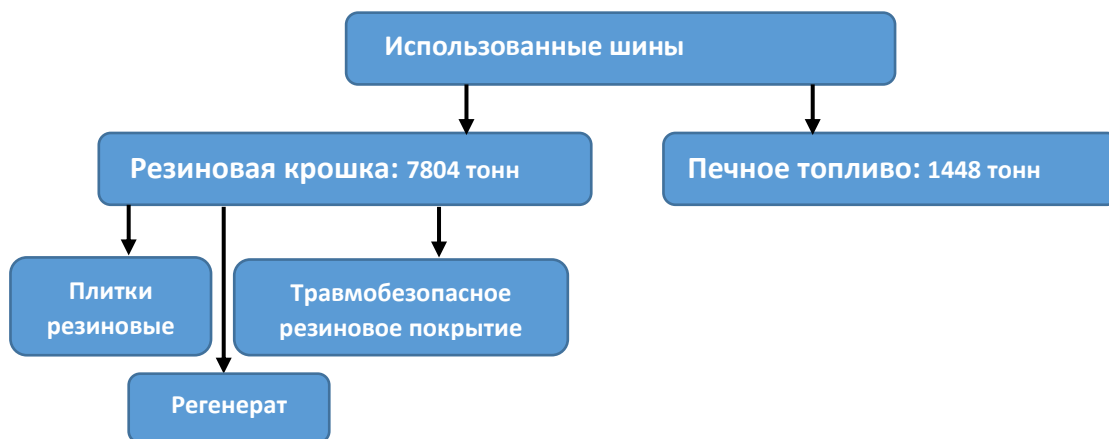 Использованные шины
Резиновая крошка: 7804 тонн
Печное топливо: 1448 тонн
Плитки
резиновые
Травмобезопасное
резиновое покрытие
Регенерат